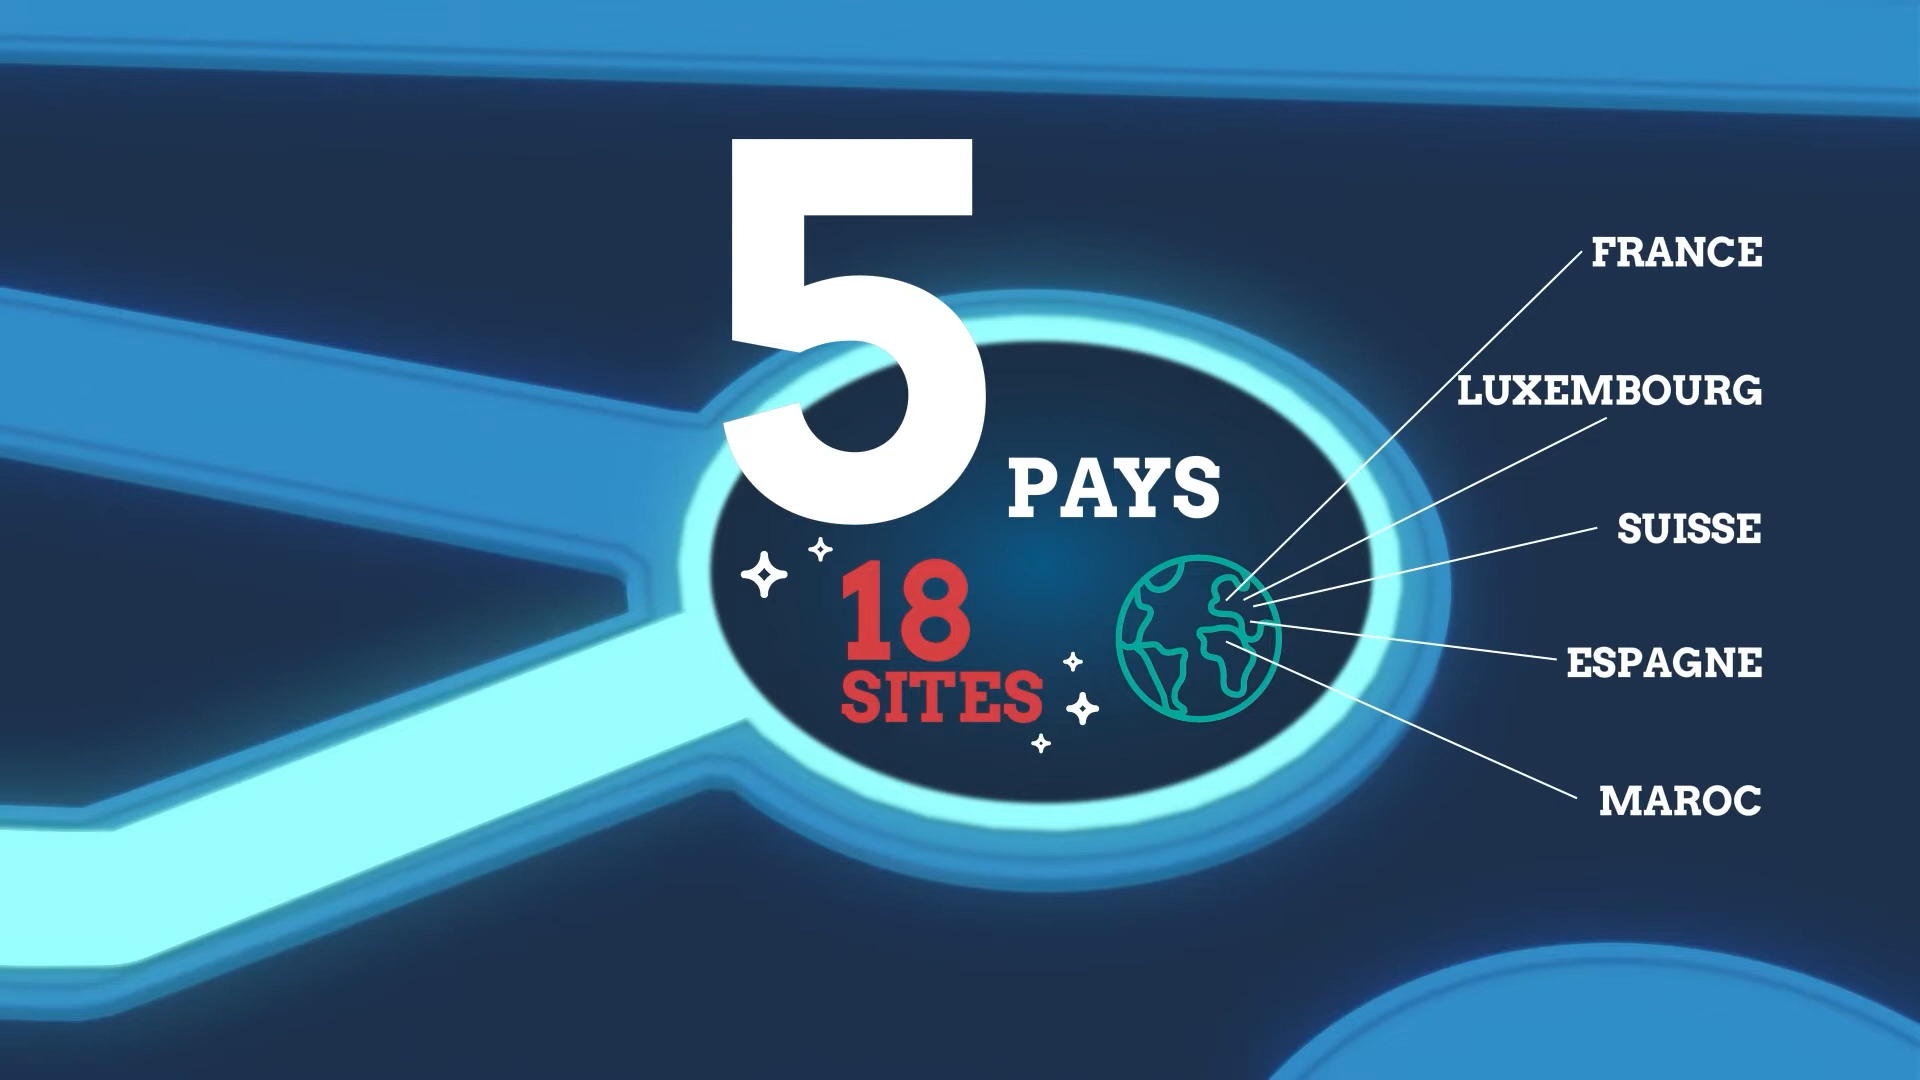 5
PAYS
18
SITES
FRANCE
LUXEMBOURG
SUISSE
ESPAGNE
MAROC